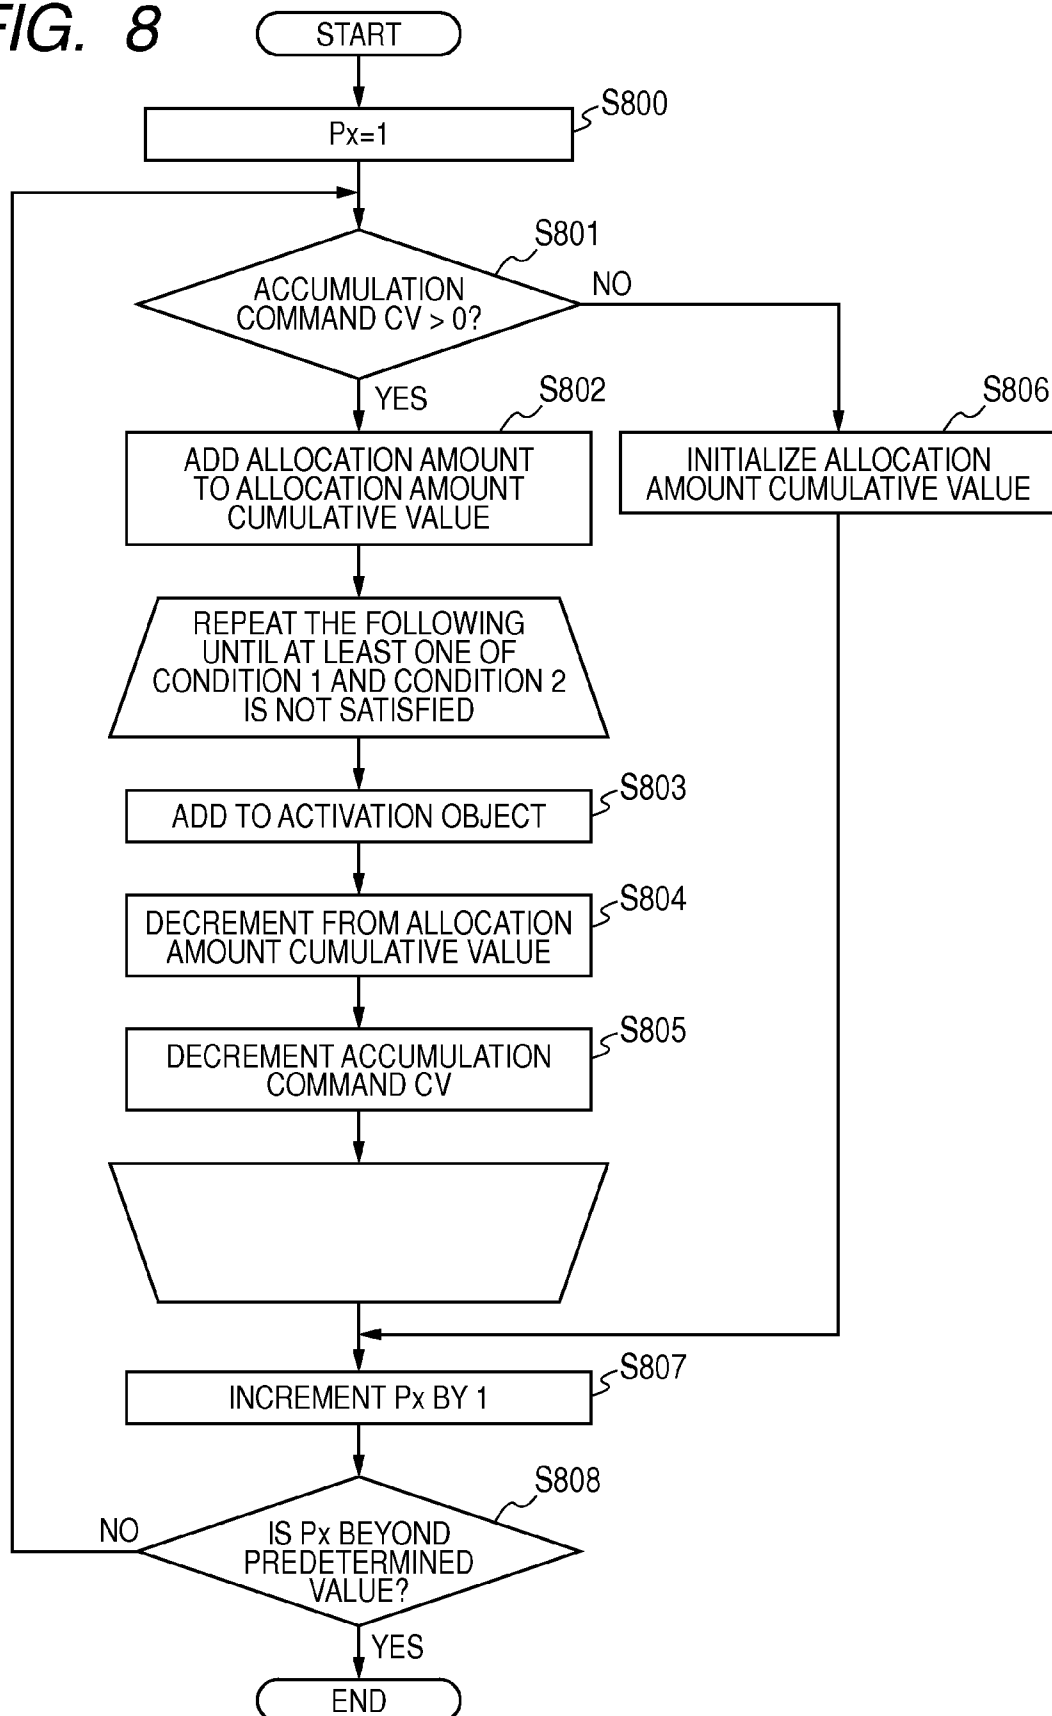 FIG. 8
START
S800
Px=1
S801
ACCUMULATION
COMMAND CV > 0?
NO
YES
S802
ADD ALLOCATION AMOUNT
TO ALLOCATION AMOUNT
CUMULATIVE VALUE
S806
INITIALIZE ALLOCATION
AMOUNT CUMULATIVE VALUE
REPEAT THE FOLLOWING
UNTIL AT LEAST ONE OF
CONDITION 1 AND CONDITION 2
IS NOT SATISFIED
S803
ADD TO ACTIVATION OBJECT
S804
DECREMENT FROM ALLOCATION
AMOUNT CUMULATIVE VALUE
S805
DECREMENT ACCUMULATION
COMMAND CV
S807
INCREMENT Px BY 1
S808
NO
IS Px BEYOND
PREDETERMINED
VALUE?
YES
END